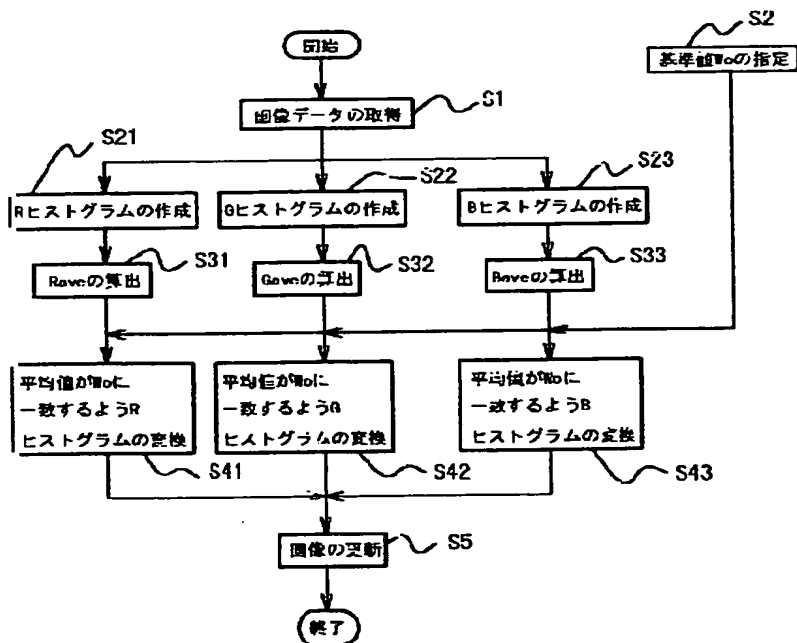 開始
S2
基準値Woの指定
画像データの取得
S1
S21
S22
S23
Rヒストグラムの作成
Gヒストグラムの作成
Bヒストグラムの作成
S31
S32
S33
Raveの算出
Gaveの算出
Baveの算出
平均値がWoに
一致するようR
ヒストグラムの変換
平均値がWoに
一致するようG
ヒストグラムの変換
平均値がWoに
一致するようB
ヒストグラムの変換
S41
S42
S43
画像の更新
S5
終了